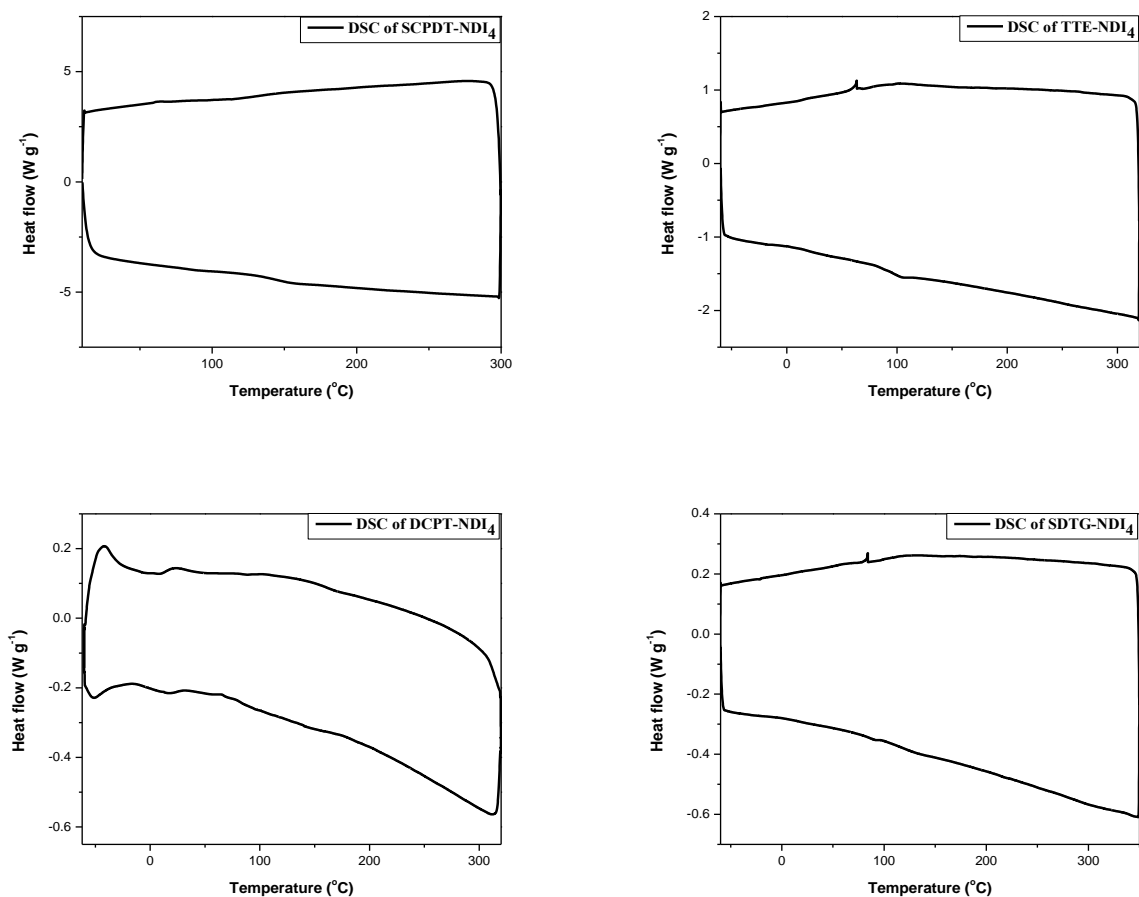 DSC of SCPDT-NDI4
5
0
-5
100
200
300
Heat flow (W g-1)
Temperature (oC)
DSC of TTE-NDI4
2
1
0
-1
-2
0
100
200
300
Heat flow (W g-1)
Temperature (oC)
DSC of DCPT-NDI4
0.2
0.0
-0.2
-0.4
-0.6
0
100
200
300
Heat flow (W g-1)
Temperature (oC)
DSC of SDTG-NDI4
0.4
0.2
0.0
-0.2
-0.4
-0.6
0
100
200
300
Heat flow (W g-1)
Temperature (oC)